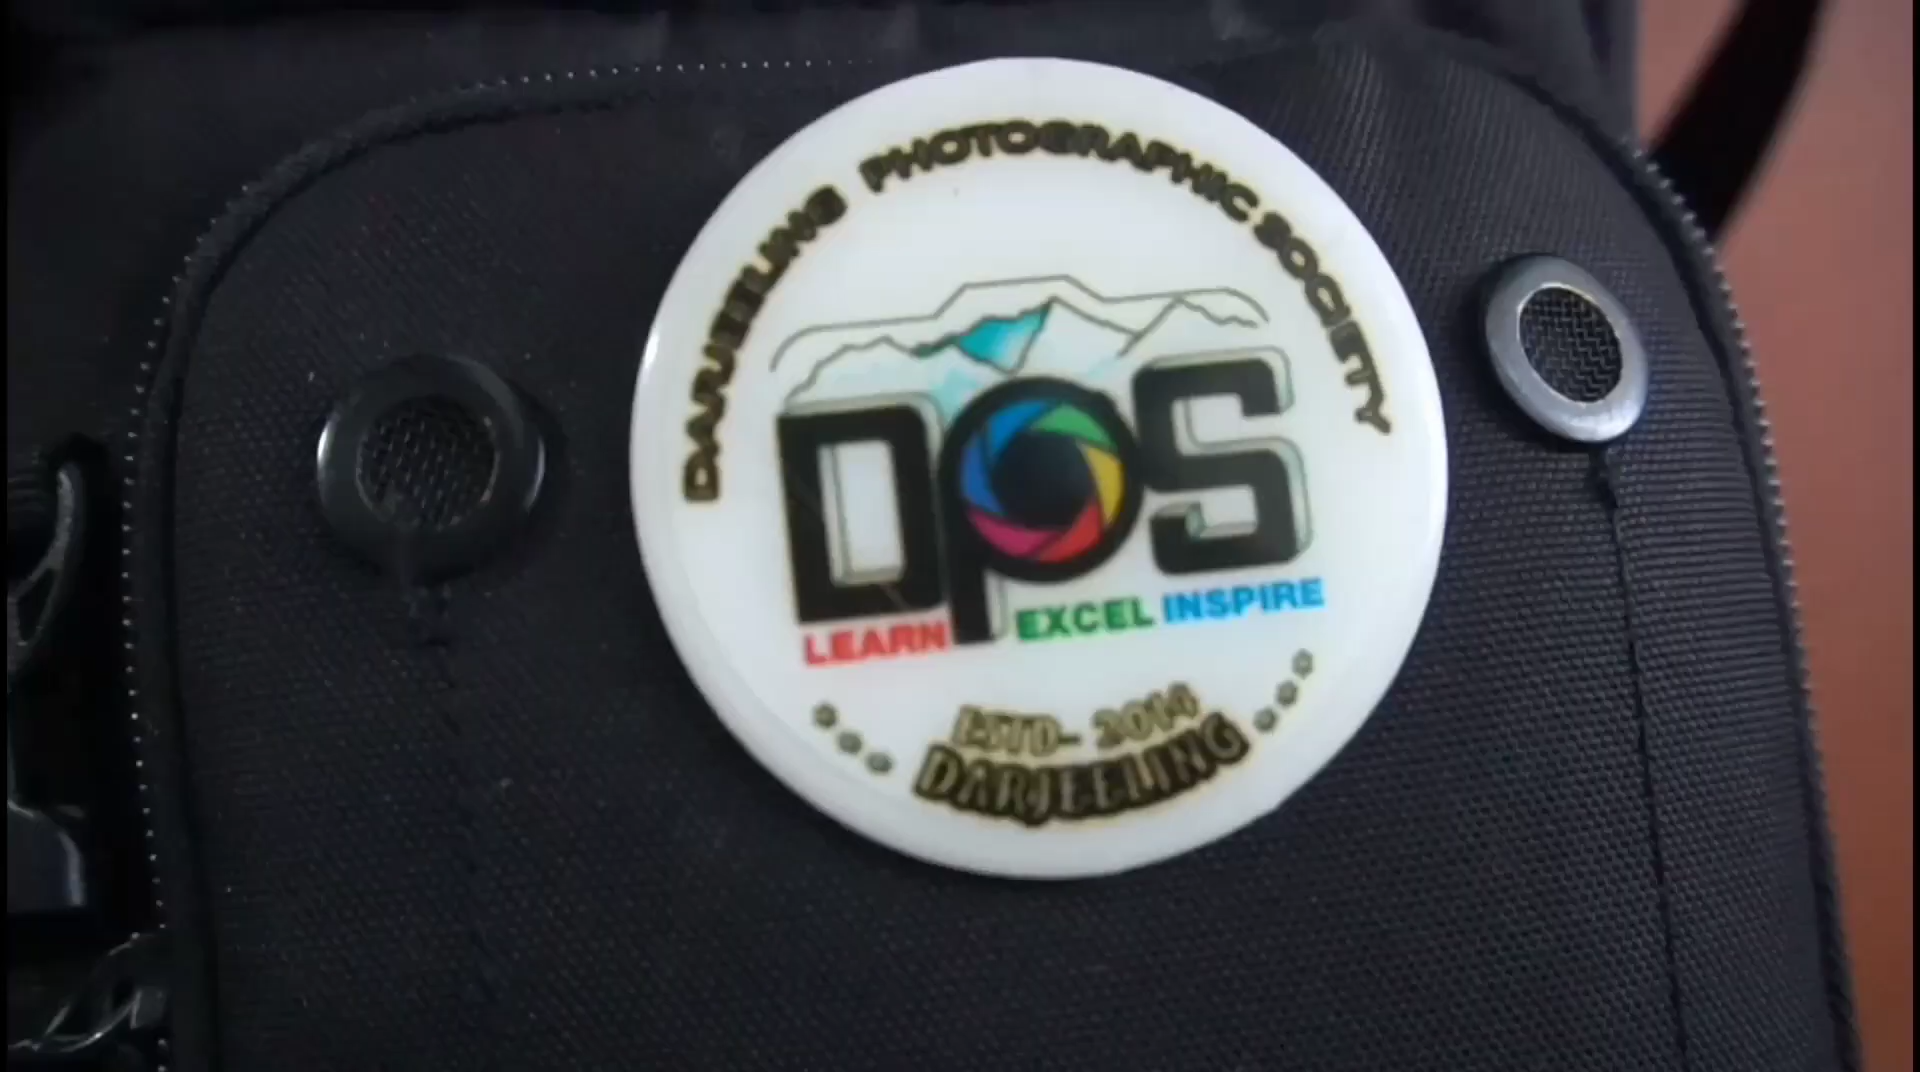 DARJEELING PHOTOGRAPHIC SOCIETY
DPS
LEARN EXCEL INSPIRE
ESTD- 2014
DARJEELING